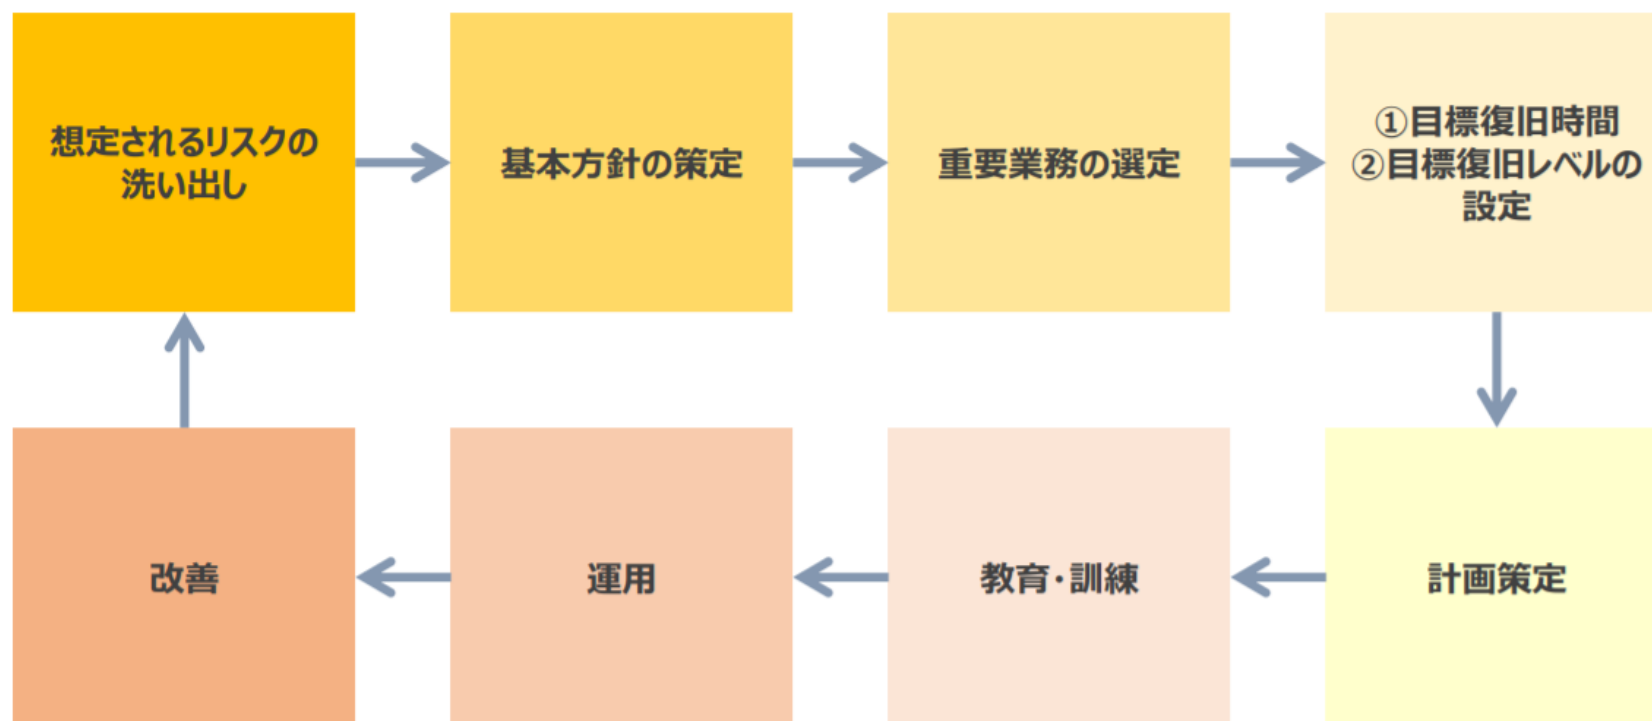 想定されるリスクの
洗い出し
基本方針の策定
重要業務の選定
①目標復旧時間
②目標復旧レベルの
設定
計画策定
教育・訓練
運用
改善